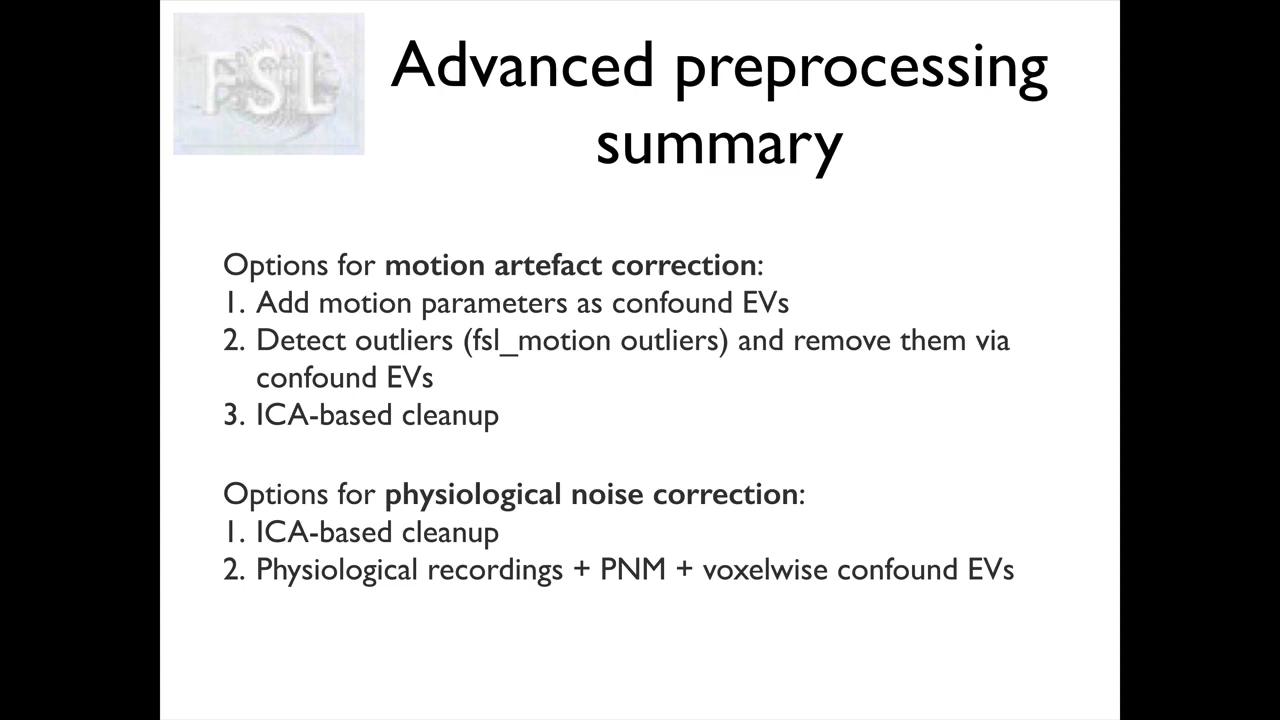 FSL
Advanced preprocessing
summary
Options for motion artefact correction:
1. Add motion parameters as confound EVs
2. Detect outliers (fsl_motion outliers) and remove them via
confound EVs
3. ICA-based cleanup
Options for physiological noise correction:
1. ICA-based cleanup
2. Physiological recordings + PNM + voxelwise confound EVs